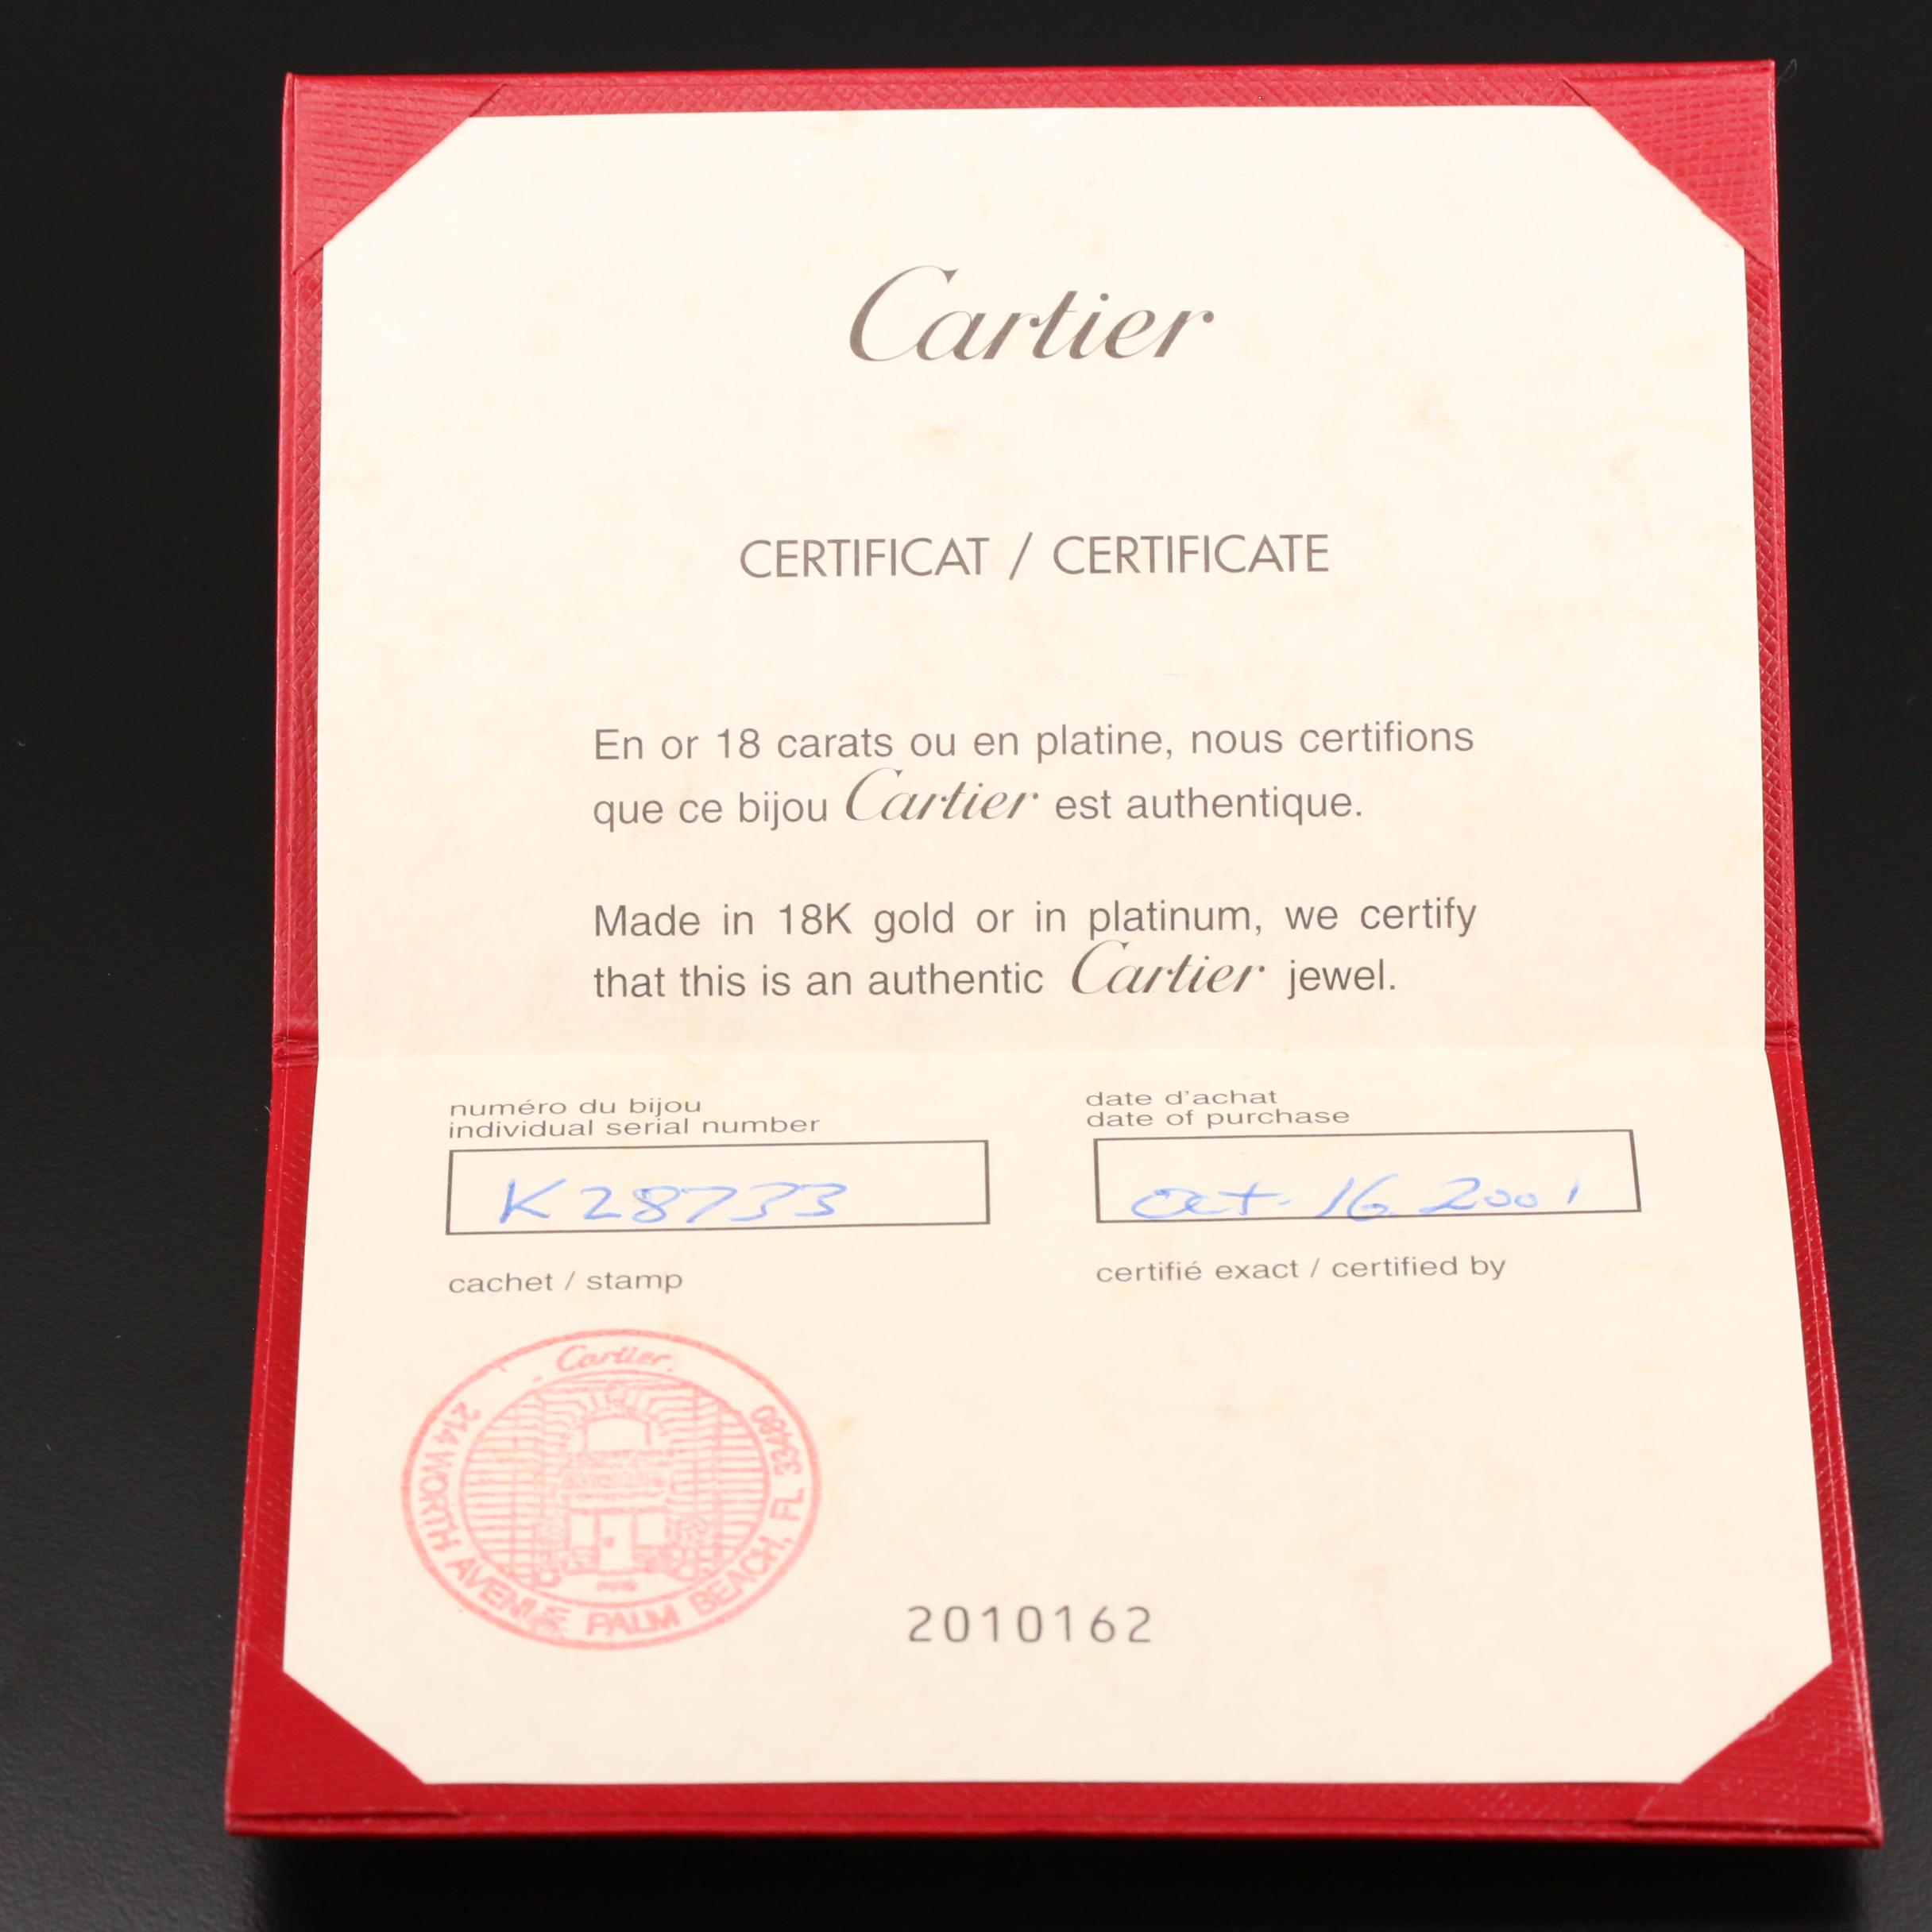 Cartier
CERTIFICAT / CERTIFICATE
En or 18 carats ou en platine, nous certifions
que ce bijou Cartier est authentique.
Made in 18K gold or in platinum, we certify
that this is an authentic Cartier jewel.
numéro du bijou
individual serial number
K28733
date d'achat
date of purchase
Oct. 16 2001
cachet / stamp
certifié exact / certified by
Cartier
214 WORTH AVENUE PALM BEACH, FL 33480
2010162